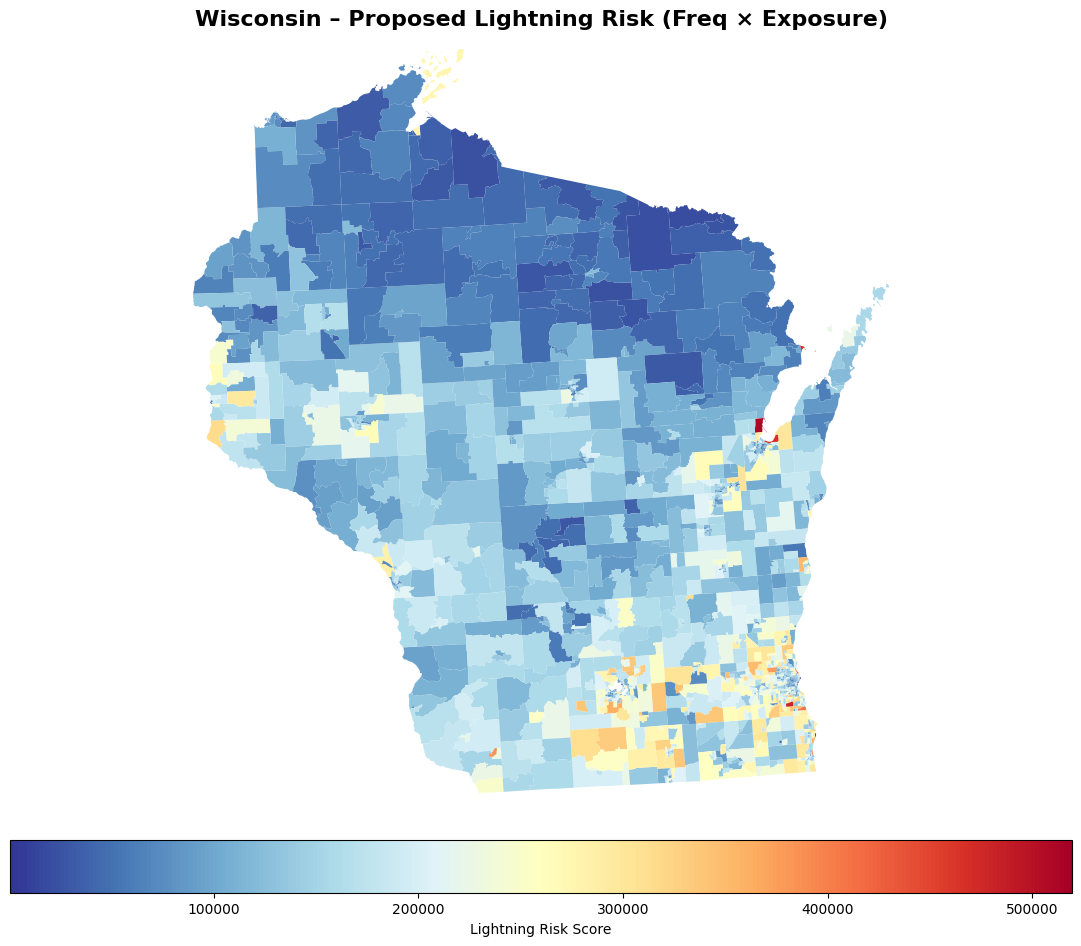 Wisconsin – Proposed Lightning Risk (Freq × Exposure)
100000 200000 300000 400000 500000
Lightning Risk Score